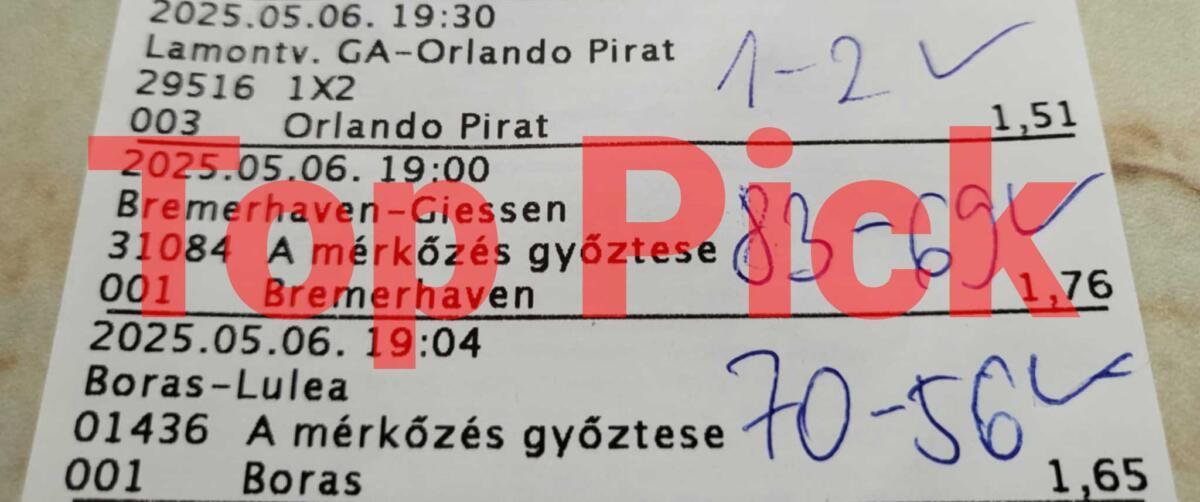 2025.05.06. 19:30
Lamontv. GA-Orlando Pirat
29516 1X2
1-2 ✓
003 Orlando Pirat 1,51
2025.05.06. 19:00
Bremerhaven-Giessen
31084 A mérkőzés győztese 83-69 ✓
001 Bremerhaven 1,76
Top Pick
2025.05.06. 19:04
Boras-Lulea
01436 A mérkőzés győztese 70-56 ✓
001 Boras 1,65